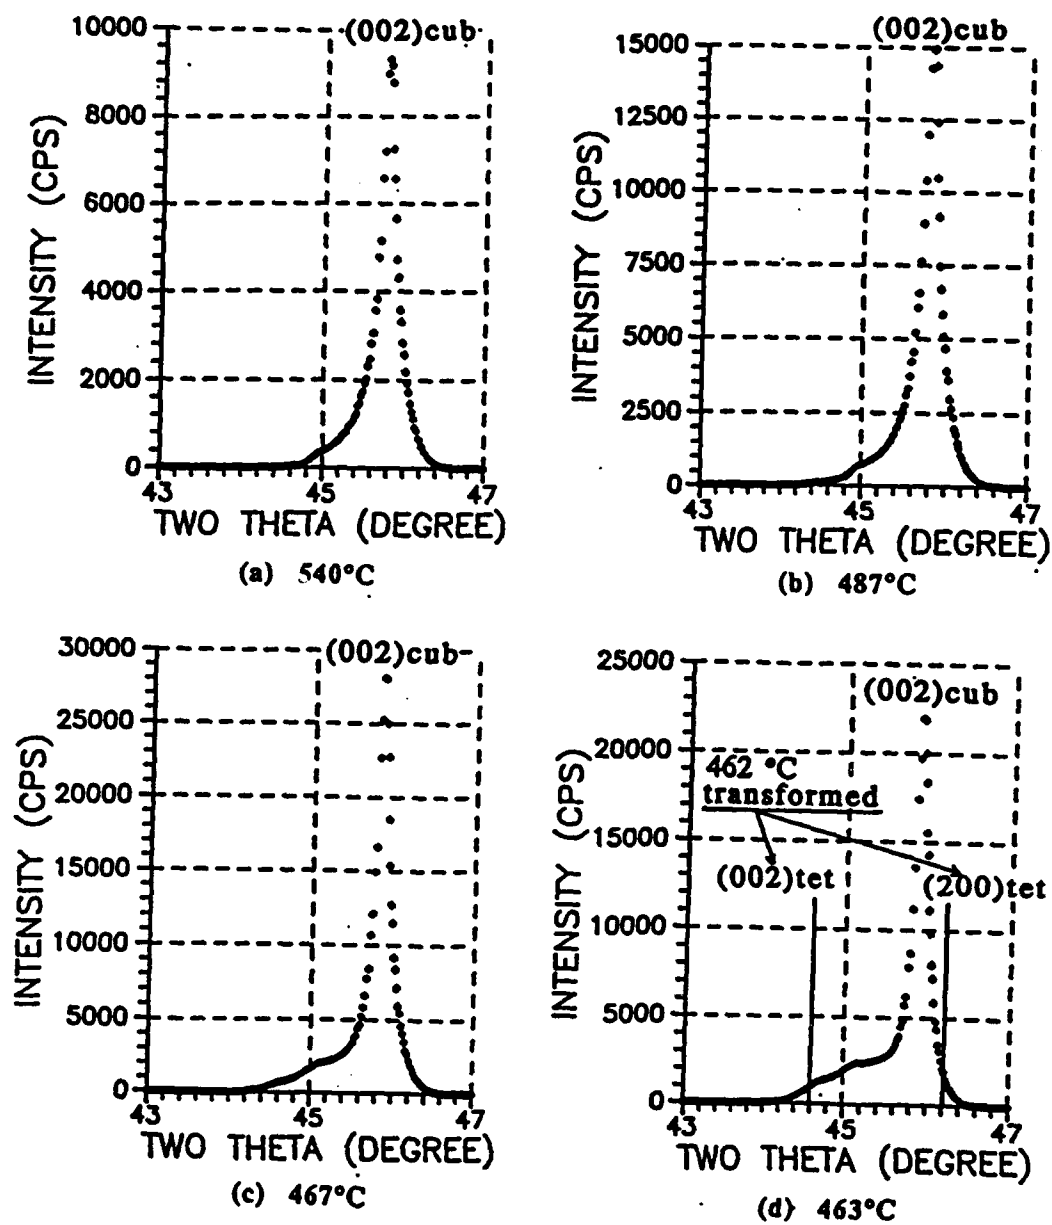 (002)cub
10000
8000
6000
4000
2000
0
INTENSITY (CPS)
43 45 47
TWO THETA (DEGREE)
(a) 540°C
(002)cub
15000
12500
10000
7500
5000
2500
0
INTENSITY (CPS)
43 45 47
TWO THETA (DEGREE)
(b) 487°C
(002)cub
30000
25000
20000
15000
10000
5000
0
INTENSITY (CPS)
43 45 47
TWO THETA (DEGREE)
(c) 467°C
25000
(002)cub
20000
462 °C
transformed
15000
(002)tet
(200)tet
10000
5000
0
INTENSITY (CPS)
43 45 47
TWO THETA (DEGREE)
(d) 463°C